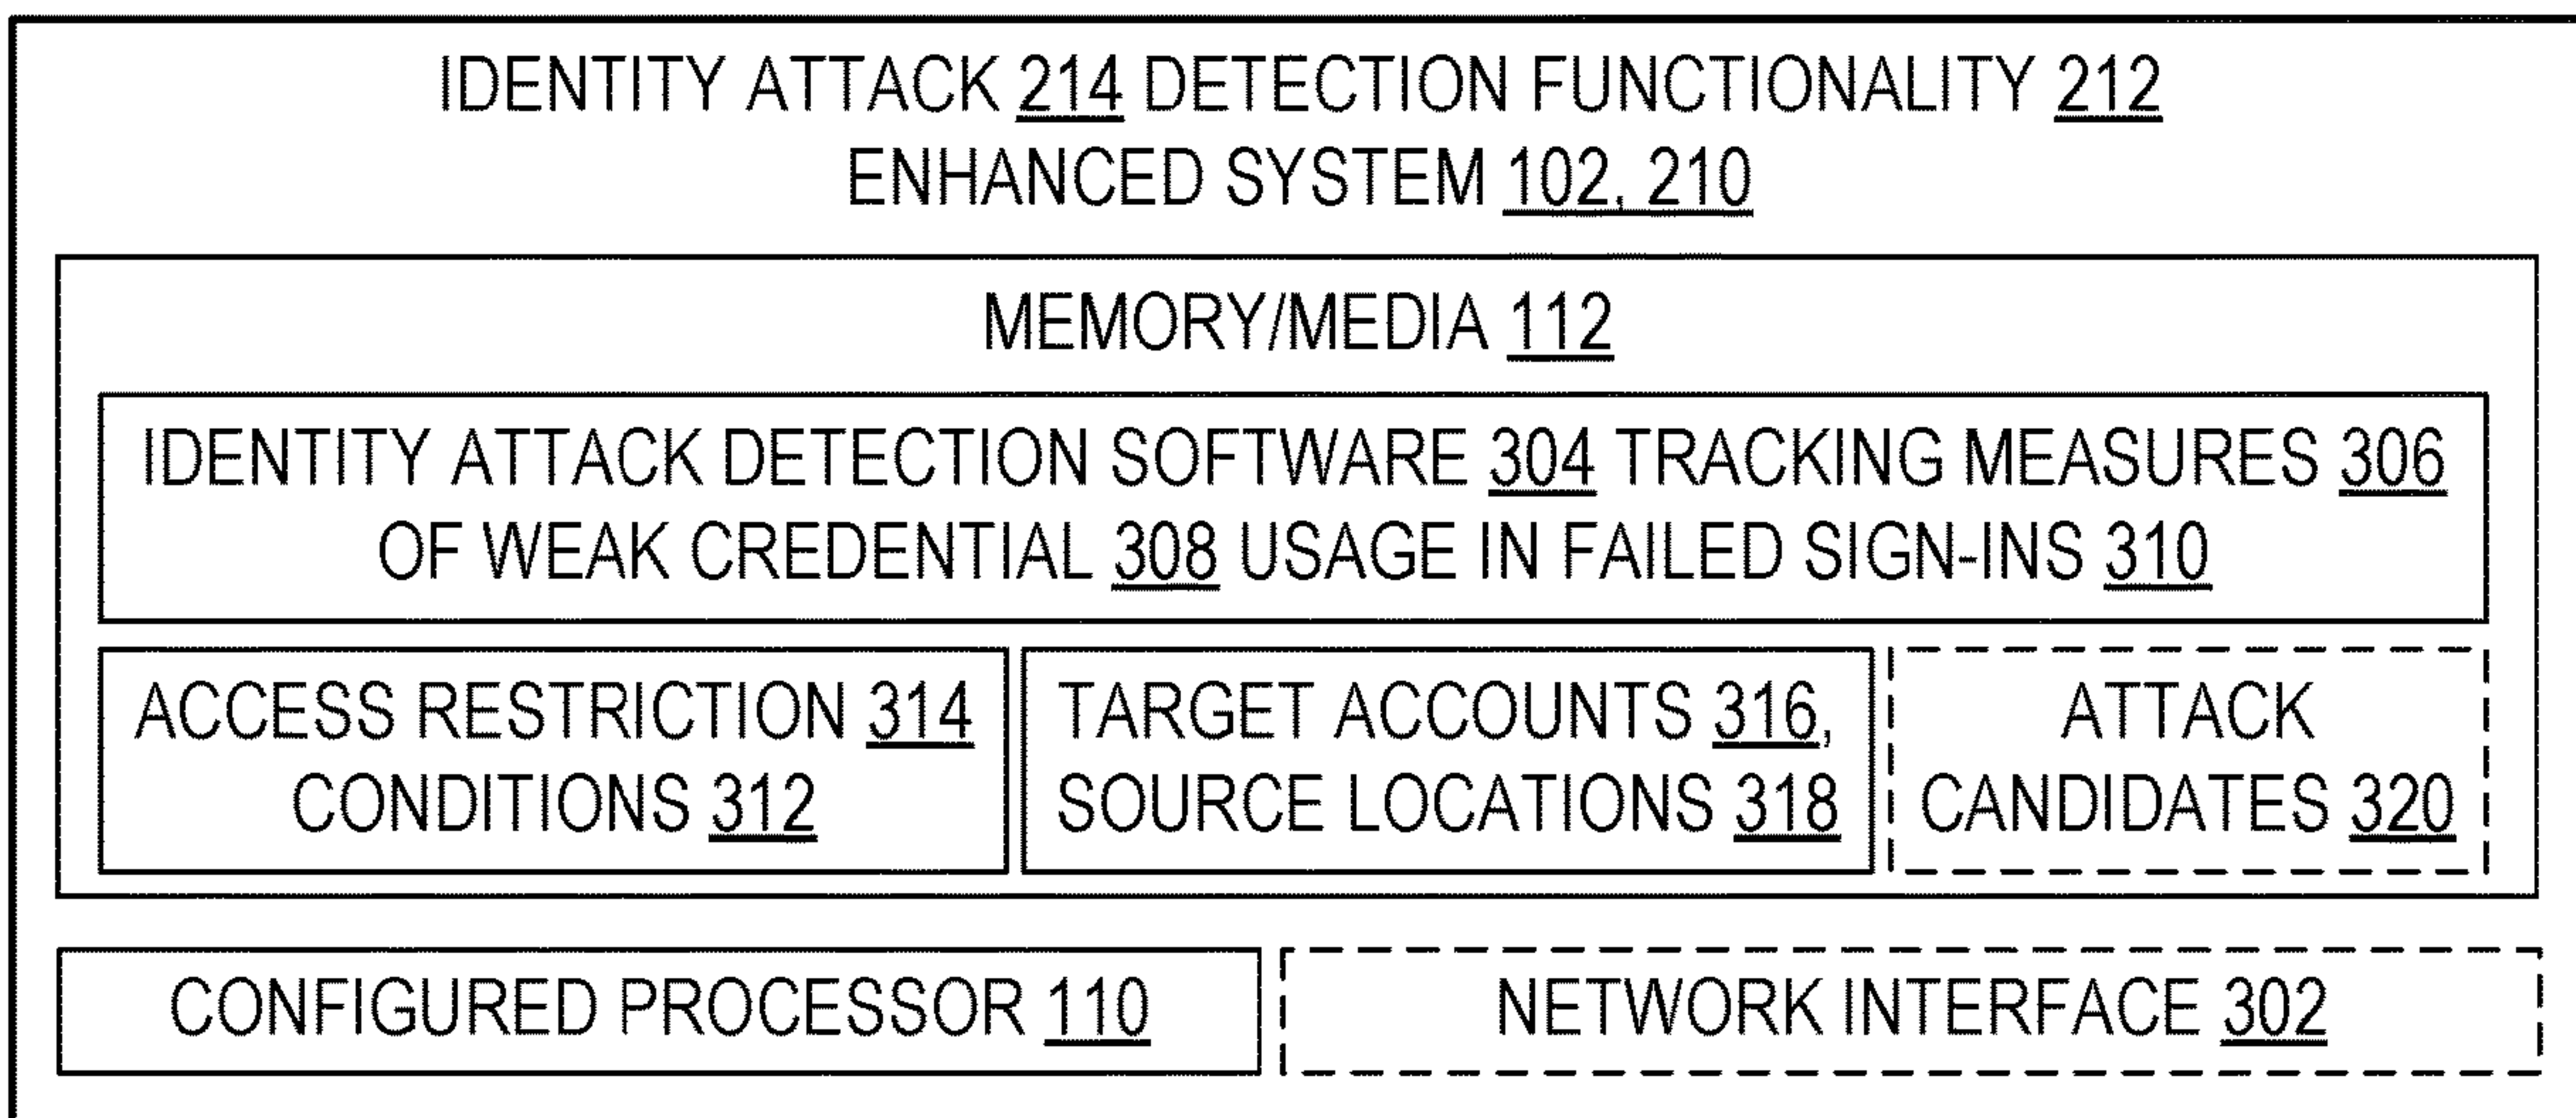 IDENTITY ATTACK 214 DETECTION FUNCTIONALITY 212
ENHANCED SYSTEM 102, 210
MEMORY/MEDIA 112
IDENTITY ATTACK DETECTION SOFTWARE 304 TRACKING MEASURES 306
OF WEAK CREDENTIAL 308 USAGE IN FAILED SIGN-INS 310
ACCESS RESTRICTION 314
CONDITIONS 312
TARGET ACCOUNTS 316,
SOURCE LOCATIONS 318
ATTACK
CANDIDATES 320
CONFIGURED PROCESSOR 110
NETWORK INTERFACE 302